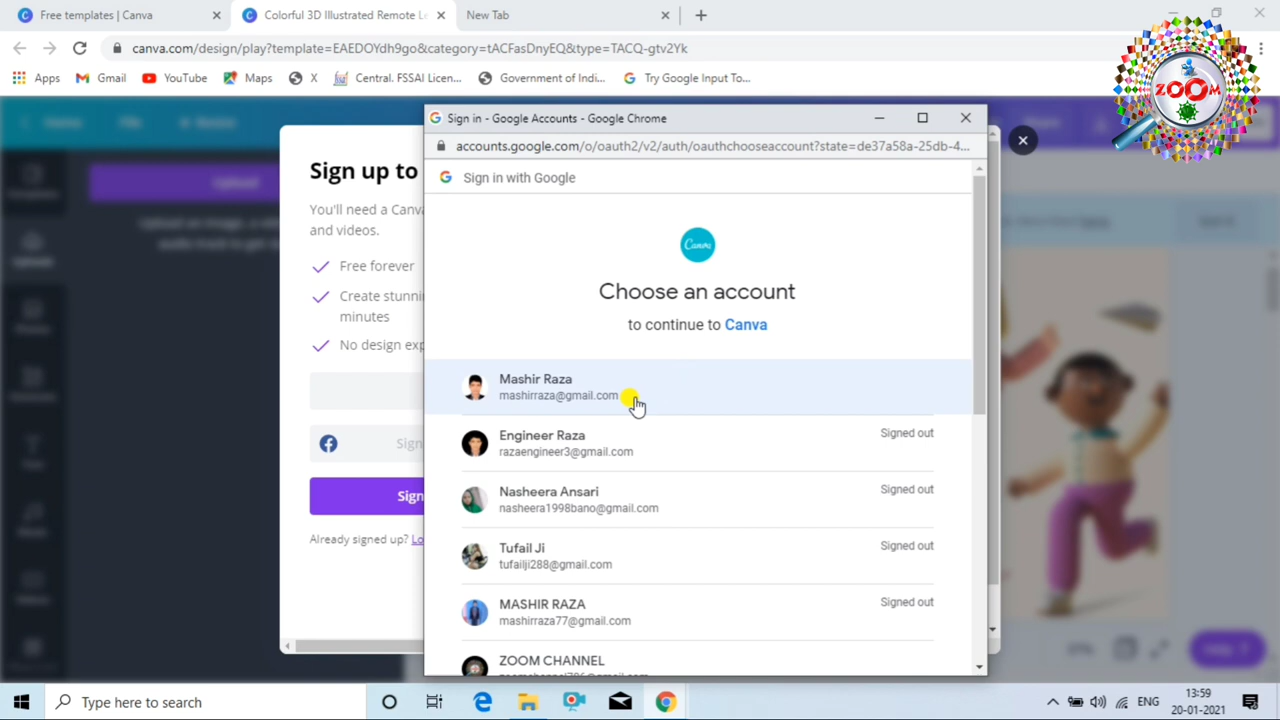 Free templates | Canva
Colorful 3D Illustrated Remote Le
New Tab
canva.com/design/play?template=EAEDOYdh9go&category=tACFasDnyEQ&type=TACQ-gtv2Yk
Apps
Gmail
YouTube
Maps
X
Central. FSSAI Licen...
Government of Indi...
Try Google Input To...
ZOOM
Sign in - Google Accounts - Google Chrome
accounts.google.com/o/oauth2/v2/auth/oauthchooseaccount?state=de37a58a-25db-4...
Sign in with Google
Canva
Choose an account
to continue to Canva
Mashir Raza
mashirraza@gmail.com
Engineer Raza
razaengineer3@gmail.com
Signed out
Nasheera Ansari
nasheera1998bano@gmail.com
Signed out
Tufail Ji
tufailji288@gmail.com
Signed out
MASHIR RAZA
mashirraza77@gmail.com
Signed out
ZOOM CHANNEL
Sign up to
You'll need a Canva
and videos.
Free forever
Create stunni
minutes
No design exp
Sign
Sign
Already signed up? Lo
Upload
Type here to search
ENG
13:59
20-01-2021